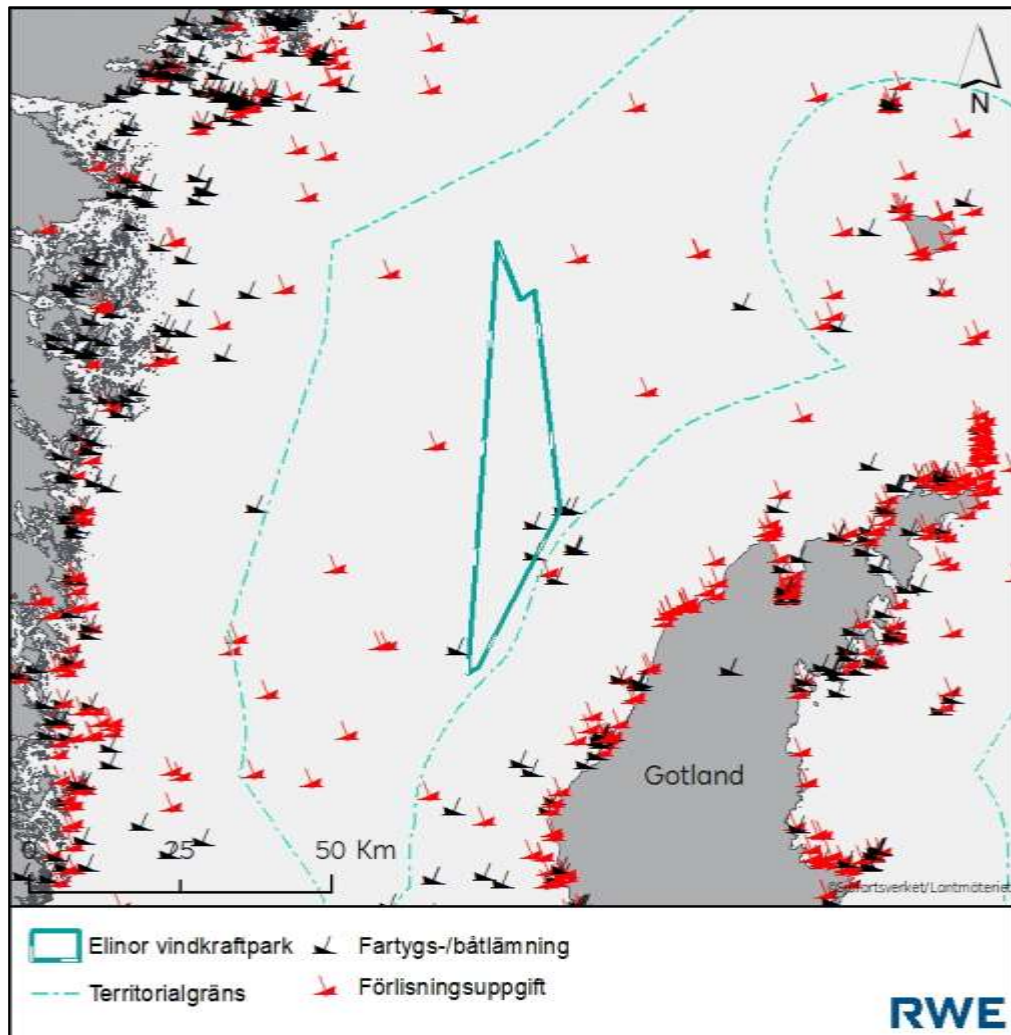 N
Gotland
0 25 50 Km
Elinor vindkraftpark
Fartygs-/båtlämning
Territorialgräns
Förlisningsuppgift
RWE